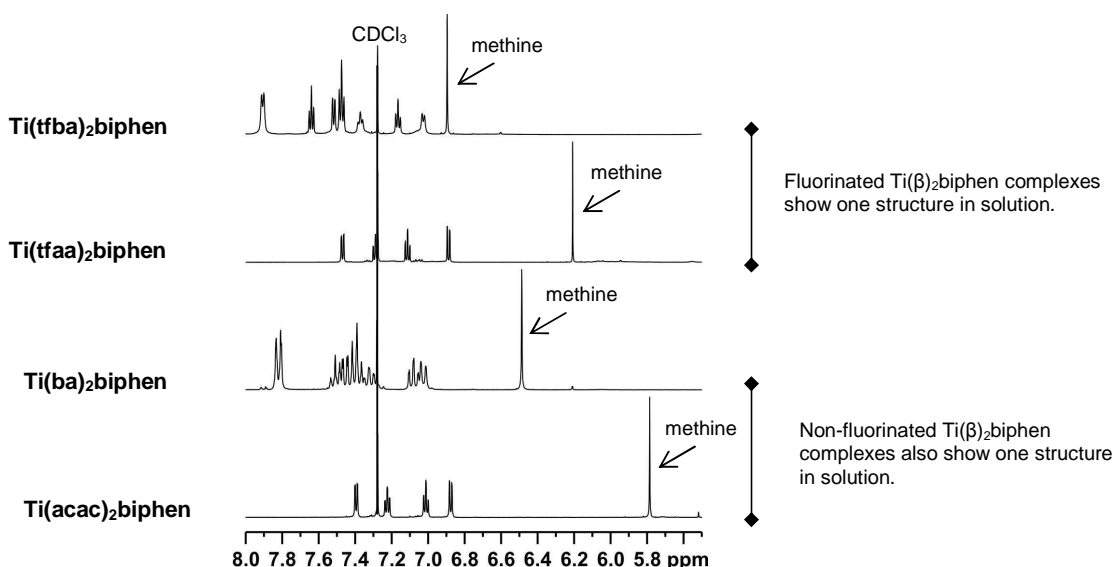 CDCl₃
methine
Ti(tfba)₂biphen
methine
Fluorinated Ti(β)₂biphen complexes
show one structure in solution.
Ti(tfaa)₂biphen
methine
Ti(ba)₂biphen
methine
Non-fluorinated Ti(β)₂biphen
complexes also show one structure
in solution.
Ti(acac)₂biphen
8.0 7.8 7.6 7.4 7.2 7.0 6.8 6.6 6.4 6.2 6.0 5.8 ppm